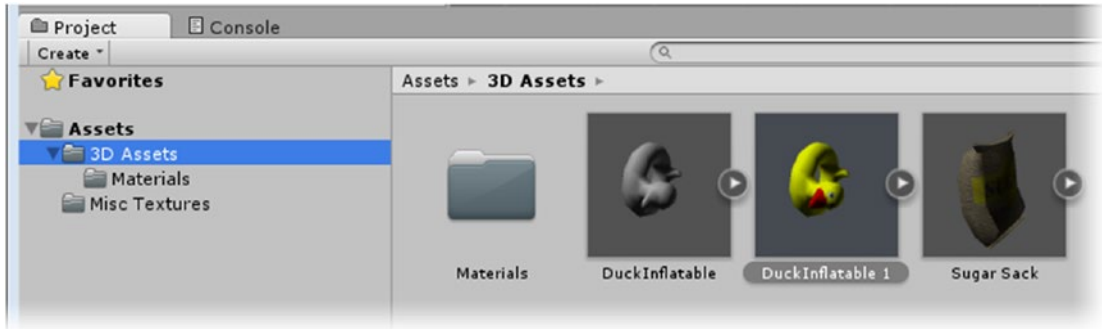 Project Console
Create
Favorites
Assets
3D Assets
Materials
Misc Textures
Assets ▸ 3D Assets ▸
Materials DuckInflatable DuckInflatable 1 Sugar Sack